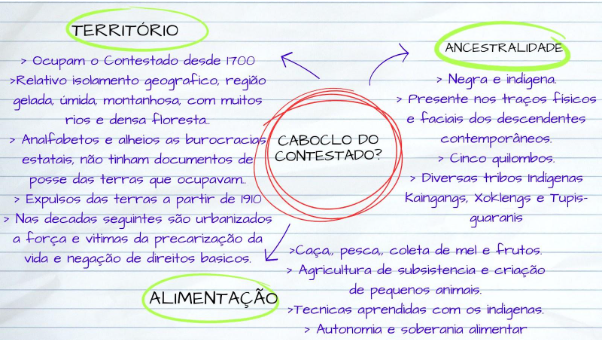 TERRITÓRIO
> Ocupam o Contestado desde 1700
>Relativo isolamento geografico, região
gelada, úmida, montanhosa, com muitos
rios e densa floresta.
> Analfabetos e alheios as burocracias
estatais, não tinham documentos de
posse das terras que ocupavam.
> Expulsos das terras a partir de 1910
> Nas decadas seguintes são urbanizados
a força e vitimas da precarização da
vida e negação de direitos basicos.
CABOCLO DO
CONTESTADO?
ANCESTRALIDADE
> Negra e indigena.
> Presente nos traços físicos
e faciais dos descendentes
contemporâneos.
> Cinco quilombos.
> Diversas tribos Indígenas
Kaingangs, Xoklengs e Tupis-
guaranis
ALIMENTAÇÃO
>Caça,, pesca,, coleta de mel e frutos.
> Agricultura de subsistencia e criação
de pequenos animais.
>Tecnicas aprendidas com os indigenas.
> Autonomia e soberania alimentar